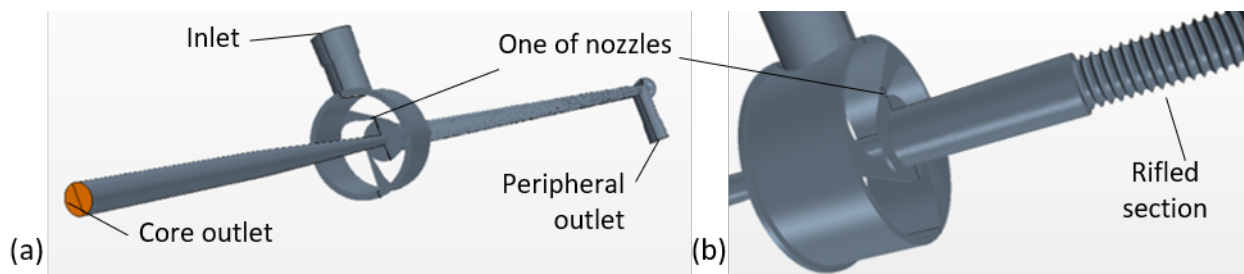 Inlet
One of nozzles
Peripheral
outlet
Core outlet
(a)
Rifled
section
(b)